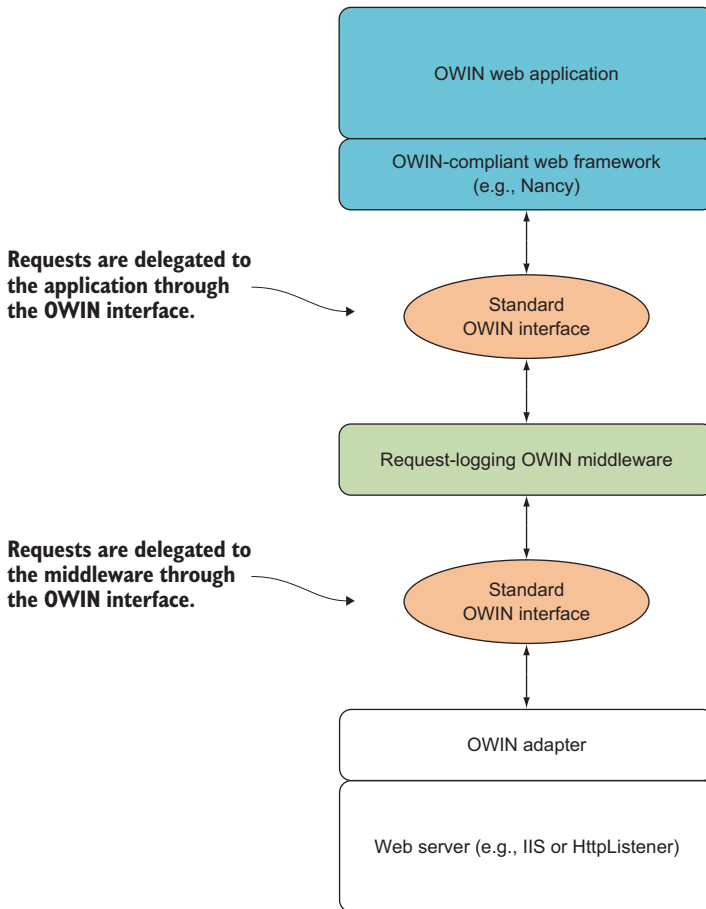 OWIN web application
OWIN-compliant web framework
(e.g., Nancy)
Requests are delegated to
the application through
the OWIN interface.
Standard
OWIN interface
Request-logging OWIN middleware
Requests are delegated to
the middleware through
the OWIN interface.
Standard
OWIN interface
OWIN adapter
Web server (e.g., IIS or HttpListener)